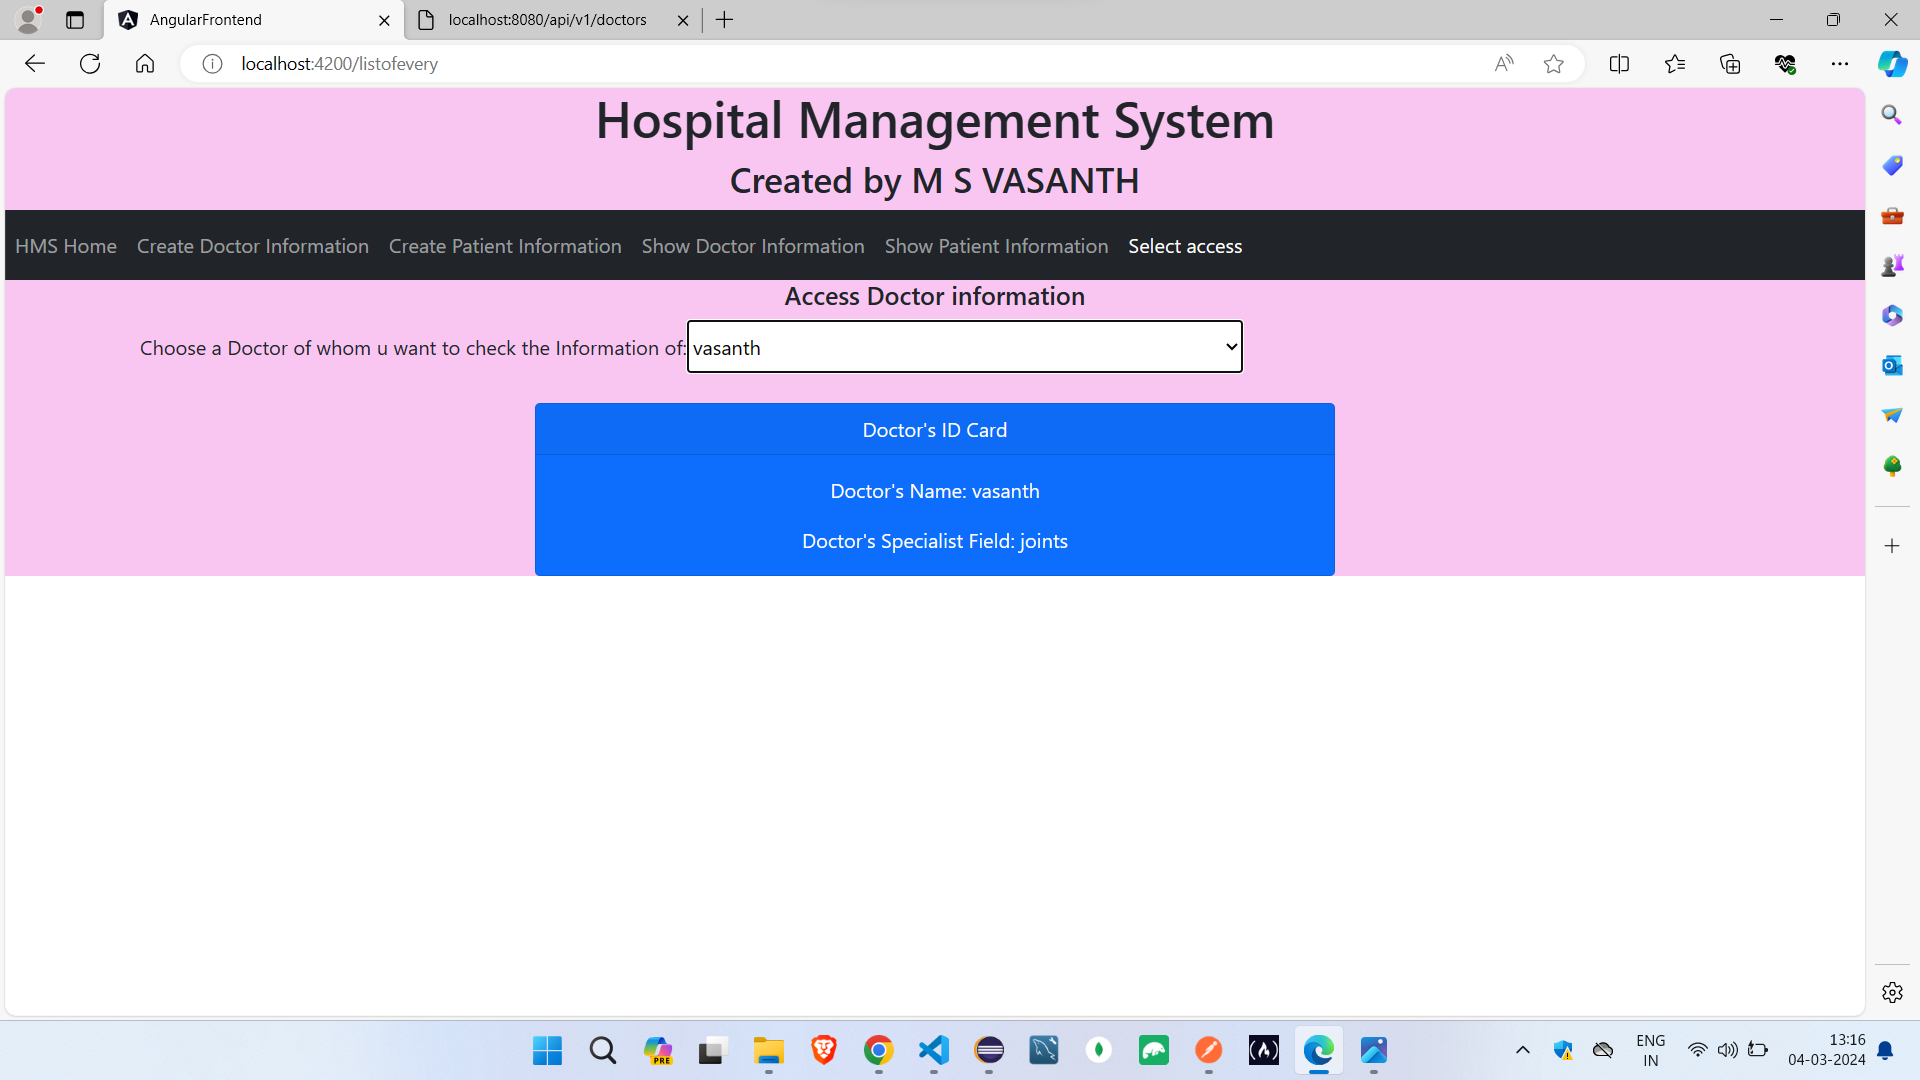 AngularFrontend
localhost:8080/api/v1/doctors
localhost:4200/listofevery
Hospital Management System
Created by M S VASANTH
HMS Home Create Doctor Information Create Patient Information Show Doctor Information Show Patient Information Select access
Access Doctor information
Choose a Doctor of whom u want to check the Information of: vasanth
Doctor's ID Card
Doctor's Name: vasanth
Doctor's Specialist Field: joints
PRE
ENG
IN
13:16
04-03-2024